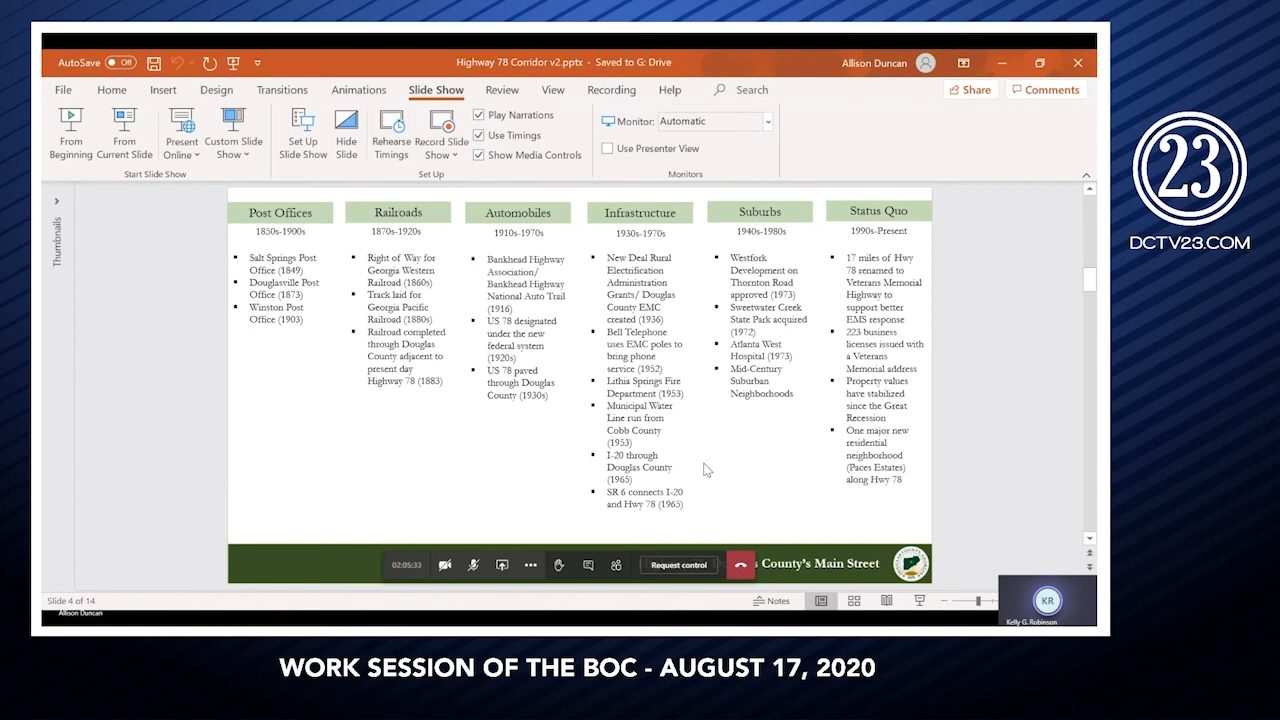 AutoSave Off
Highway 78 Corridor v2.pptx - Saved to G: Drive
Allison Duncan
File Home Insert Design Transitions Animations Slide Show Review View Recording Help Search
Share
Comments
From Beginning
From Current Slide
Present Online
Custom Slide Show
Set Up Slide Show
Hide Slide
Rehearse Timings
Record Slide Show
Play Narrations
Use Timings
Show Media Controls
Monitor: Automatic
Use Presenter View
Start Slide Show
Set Up
Monitors
Thumbnails
Post Offices
1850s-1900s
▪ Salt Springs Post
Office (1849)
▪ Douglasville Post
Office (1873)
▪ Winston Post
Office (1903)
Railroads
1870s-1920s
▪ Right of Way for
Georgia Western
Railroad (1860s)
▪ Track laid for
Georgia Pacific
Railroad (1880s)
▪ Railroad completed
through Douglas
County adjacent to
present day
Highway 78 (1883)
Automobiles
1910s-1970s
▪ Bankhead Highway
Association/
Bankhead Highway
National Auto Trail
(1916)
▪ US 78 designated
under the new
federal system
(1920s)
▪ US 78 paved
through Douglas
County (1930s)
Infrastructure
1930s-1970s
▪ New Deal Rural
Electrification
Administration
Grants/ Douglas
County EMC
created (1936)
▪ Bell Telephone
uses EMC poles to
bring phone
service (1952)
▪ Lithia Springs Fire
Department (1953)
▪ Municipal Water
Line run from
Cobb County
(1953)
▪ I-20 through
Douglas County
(1965)
▪ SR 6 connects I-20
and Hwy 78 (1965)
Suburbs
1940s-1980s
▪ Westfork
Development on
Thornton Road
approved (1973)
▪ Sweetwater Creek
State Park acquired
(1972)
▪ Atlanta West
Hospital (1973)
▪ Mid-Century
Suburban
Neighborhoods
Status Quo
1990s-Present
▪ 17 miles of Hwy
78 renamed to
Veterans Memorial
Highway to
support better
EMS response
▪ 223 business
licenses issued with
a Veterans
Memorial address
▪ Property values
have stabilized
since the Great
Recession
▪ One major new
residential
neighborhood
(Paces Estates)
along Hwy 78
02:05:33
Request control
County's Main Street
Slide 4 of 14
Notes
Allison Duncan
KR
Kelly G. Robinson
23
DCTV23.COM
WORK SESSION OF THE BOC - AUGUST 17, 2020